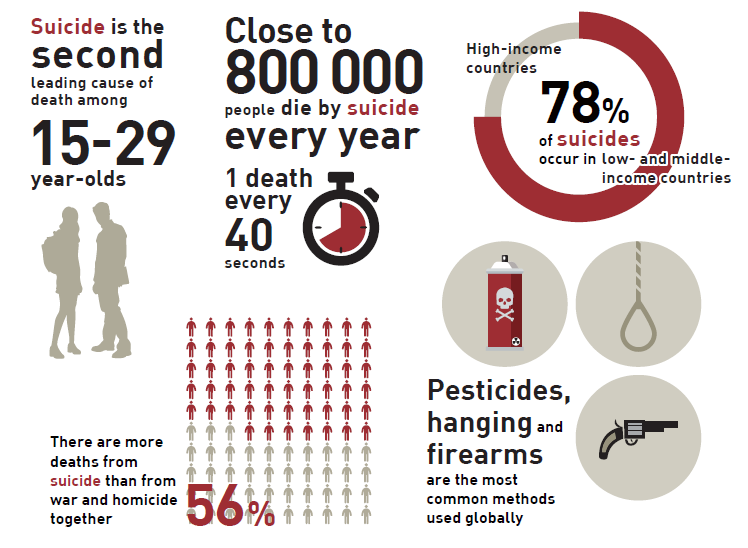 Suicide is the
second
leading cause of
death among
15-29
year-olds
Close to
800 000
people die by suicide
every year
1 death
every
40
seconds
High-income
countries
78%
of suicides
occur in low- and middle-
income countries
There are more
deaths from
suicide than from
war and homicide
together
56%
Pesticides,
hanging and
firearms
are the most
common methods
used globally